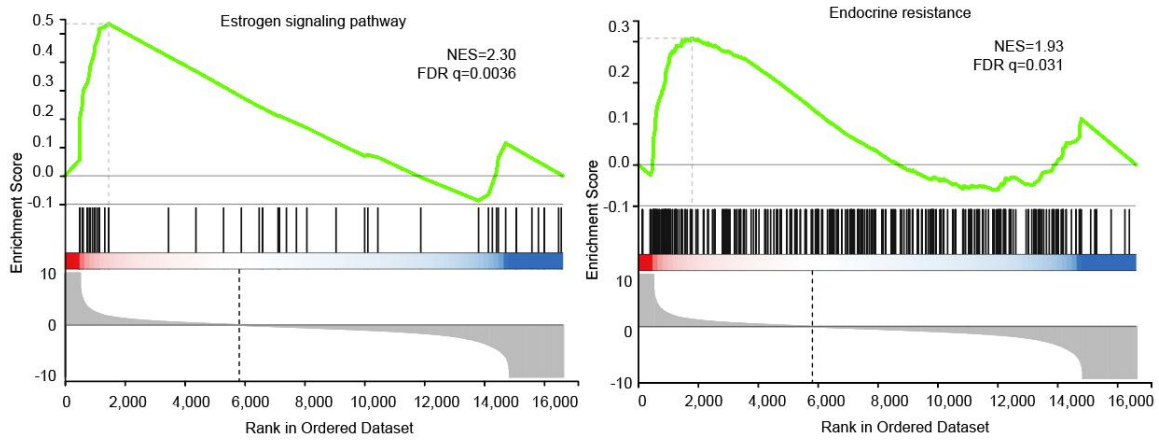 Estrogen signaling pathway
NES=2.30
FDR q=0.0036
Enrichment Score
0.5
0.4
0.3
0.2
0.1
0.0
-0.1
10
0
-10
0 2,000 4,000 6,000 8,000 10,000 12,000 14,000 16,000
Rank in Ordered Dataset
Endocrine resistance
NES=1.93
FDR q=0.031
Enrichment Score
0.3
0.2
0.1
0.0
-0.1
10
0
-10
0 2,000 4,000 6,000 8,000 10,000 12,000 14,000 16,000
Rank in Ordered Dataset